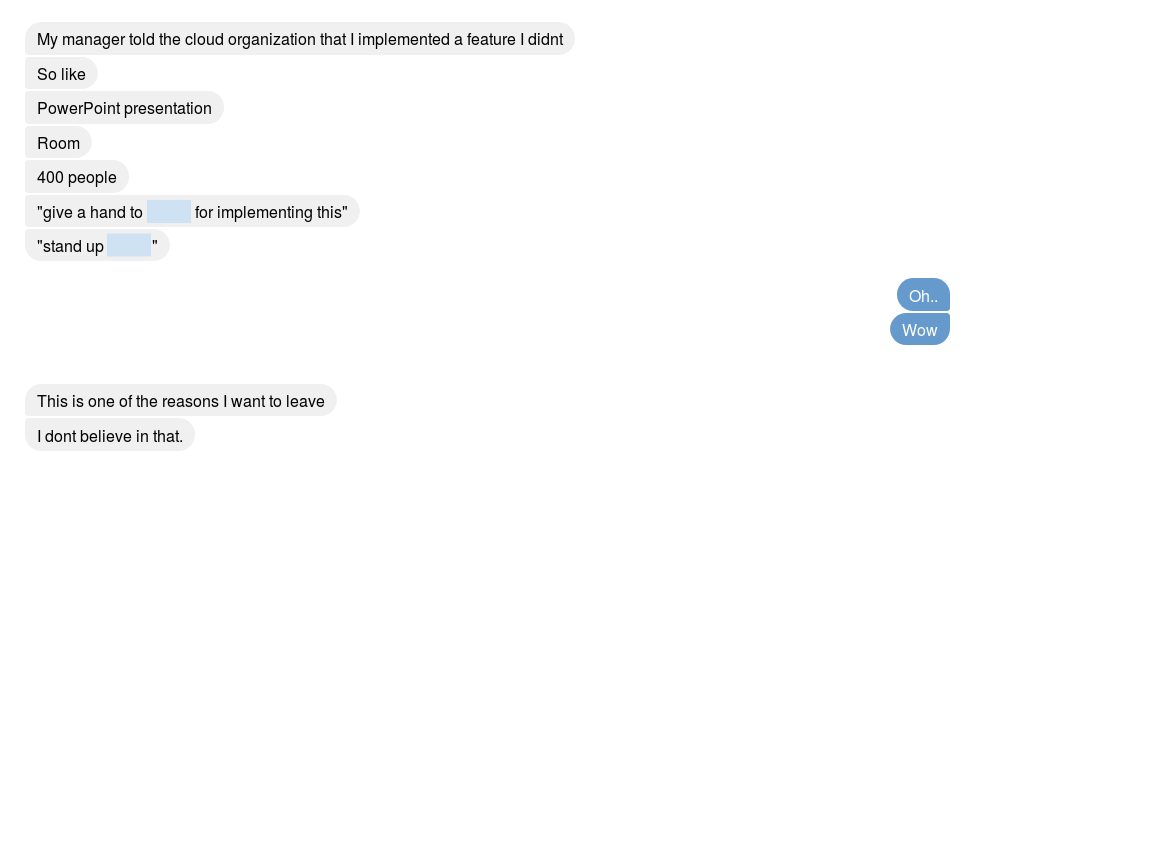 My manager told the cloud organization that I implemented a feature I didnt
So like
PowerPoint presentation
Room
400 people
"give a hand to for implementing this"
"stand up "
Oh..
Wow
This is one of the reasons I want to leave
I dont believe in that.